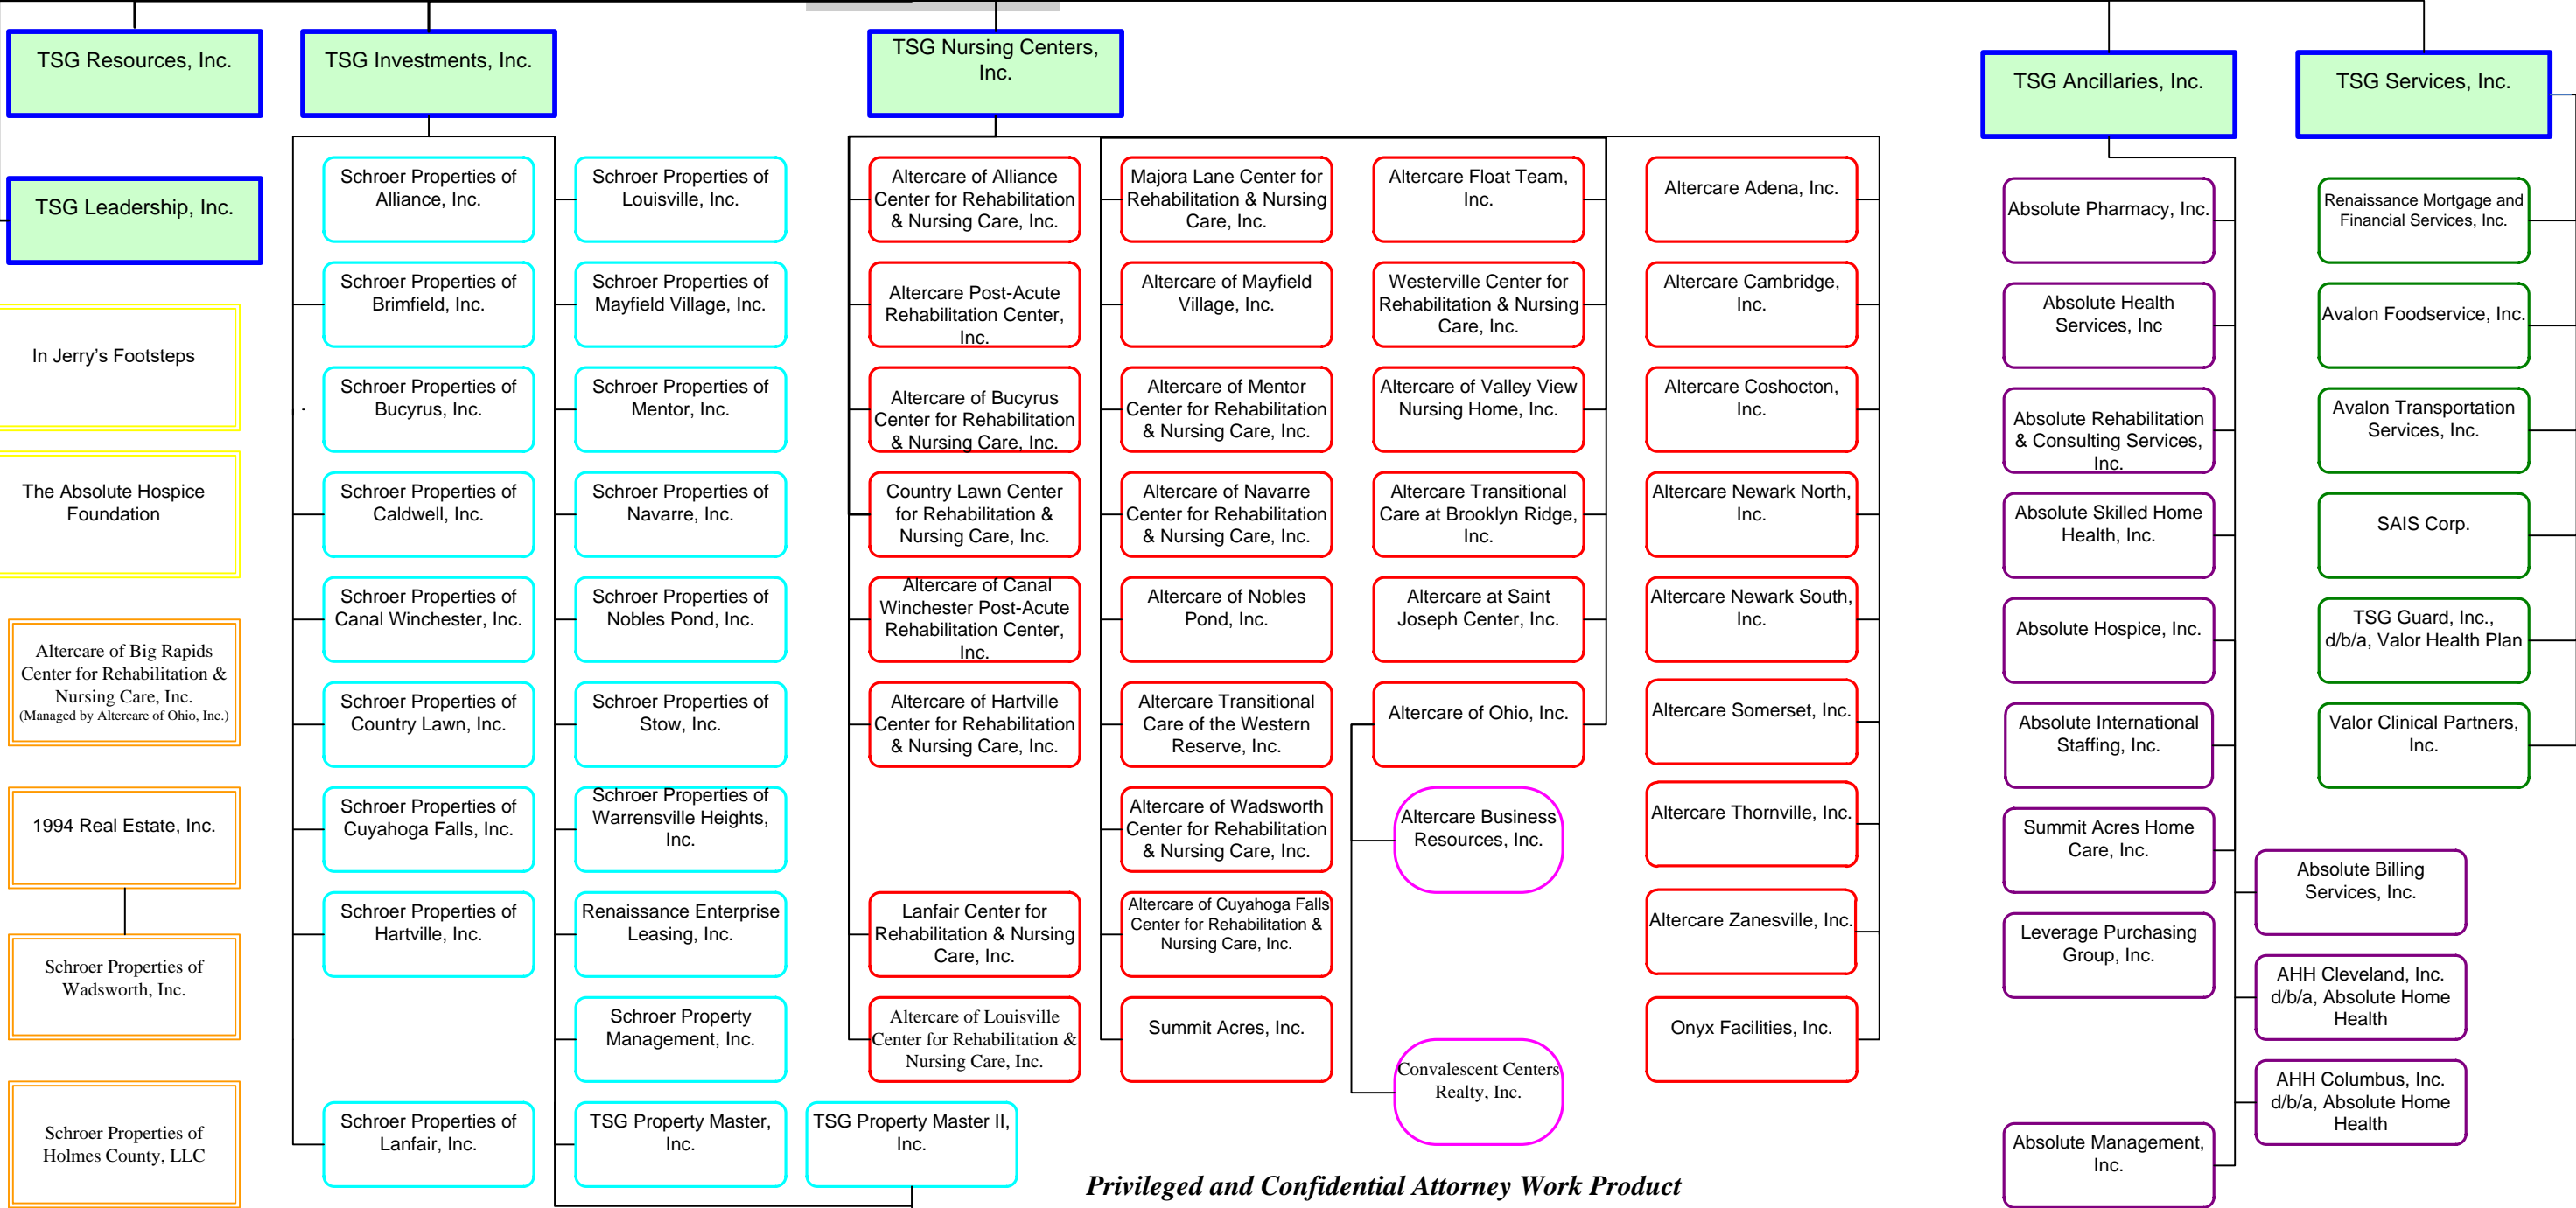 TSG Resources, Inc.
TSG Investments, Inc.
TSG Nursing Centers,
Inc.
TSG Ancillaries, Inc.
TSG Services, Inc.
TSG Leadership, Inc.
In Jerry's Footsteps
The Absolute Hospice
Foundation
Altercare of Big Rapids
Center for Rehabilitation &
Nursing Care, Inc.
(Managed by Altercare of Ohio, Inc.)
1994 Real Estate, Inc.
Schroer Properties of
Wadsworth, Inc.
Schroer Properties of
Holmes County, LLC
Schroer Properties of
Alliance, Inc.
Schroer Properties of
Brimfield, Inc.
Schroer Properties of
Bucyrus, Inc.
Schroer Properties of
Caldwell, Inc.
Schroer Properties of
Canal Winchester, Inc.
Schroer Properties of
Country Lawn, Inc.
Schroer Properties of
Cuyahoga Falls, Inc.
Schroer Properties of
Hartville, Inc.
Schroer Properties of
Lanfair, Inc.
Schroer Properties of
Louisville, Inc.
Schroer Properties of
Mayfield Village, Inc.
Schroer Properties of
Mentor, Inc.
Schroer Properties of
Navarre, Inc.
Schroer Properties of
Nobles Pond, Inc.
Schroer Properties of
Stow, Inc.
Schroer Properties of
Warrensville Heights,
Inc.
Renaissance Enterprise
Leasing, Inc.
Schroer Property
Management, Inc.
TSG Property Master,
Inc.
TSG Property Master II,
Inc.
Altercare of Alliance
Center for Rehabilitation
& Nursing Care, Inc.
Altercare Post-Acute
Rehabilitation Center,
Inc.
Altercare of Bucyrus
Center for Rehabilitation
& Nursing Care, Inc.
Country Lawn Center
for Rehabilitation &
Nursing Care, Inc.
Altercare of Canal
Winchester Post-Acute
Rehabilitation Center,
Inc.
Altercare of Hartville
Center for Rehabilitation
& Nursing Care, Inc.
Lanfair Center for
Rehabilitation & Nursing
Care, Inc.
Altercare of Louisville
Center for Rehabilitation &
Nursing Care, Inc.
Majora Lane Center for
Rehabilitation & Nursing
Care, Inc.
Altercare of Mayfield
Village, Inc.
Altercare of Mentor
Center for Rehabilitation
& Nursing Care, Inc.
Altercare of Navarre
Center for Rehabilitation
& Nursing Care, Inc.
Altercare of Nobles
Pond, Inc.
Altercare Transitional
Care of the Western
Reserve, Inc.
Altercare of Wadsworth
Center for Rehabilitation
& Nursing Care, Inc.
Altercare of Cuyahoga Falls
Center for Rehabilitation &
Nursing Care, Inc.
Summit Acres, Inc.
Altercare Float Team,
Inc.
Westerville Center for
Rehabilitation & Nursing
Care, Inc.
Altercare of Valley View
Nursing Home, Inc.
Altercare Transitional
Care at Brooklyn Ridge,
Inc.
Altercare at Saint
Joseph Center, Inc.
Altercare of Ohio, Inc.
Altercare Business
Resources, Inc.
Convalescent Centers
Realty, Inc.
Altercare Adena, Inc.
Altercare Cambridge,
Inc.
Altercare Coshocton,
Inc.
Altercare Newark North,
Inc.
Altercare Newark South,
Inc.
Altercare Somerset, Inc.
Altercare Thornville, Inc.
Altercare Zanesville, Inc.
Onyx Facilities, Inc.
Absolute Pharmacy, Inc.
Absolute Health
Services, Inc
Absolute Rehabilitation
& Consulting Services,
Inc.
Absolute Skilled Home
Health, Inc.
Absolute Hospice, Inc.
Absolute International
Staffing, Inc.
Summit Acres Home
Care, Inc.
Leverage Purchasing
Group, Inc.
Absolute Management,
Inc.
Absolute Billing
Services, Inc.
AHH Cleveland, Inc.
d/b/a, Absolute Home
Health
AHH Columbus, Inc.
d/b/a, Absolute Home
Health
Renaissance Mortgage and
Financial Services, Inc.
Avalon Foodservice, Inc.
Avalon Transportation
Services, Inc.
SAIS Corp.
TSG Guard, Inc.,
d/b/a, Valor Health Plan
Valor Clinical Partners,
Inc.
Privileged and Confidential Attorney Work Product